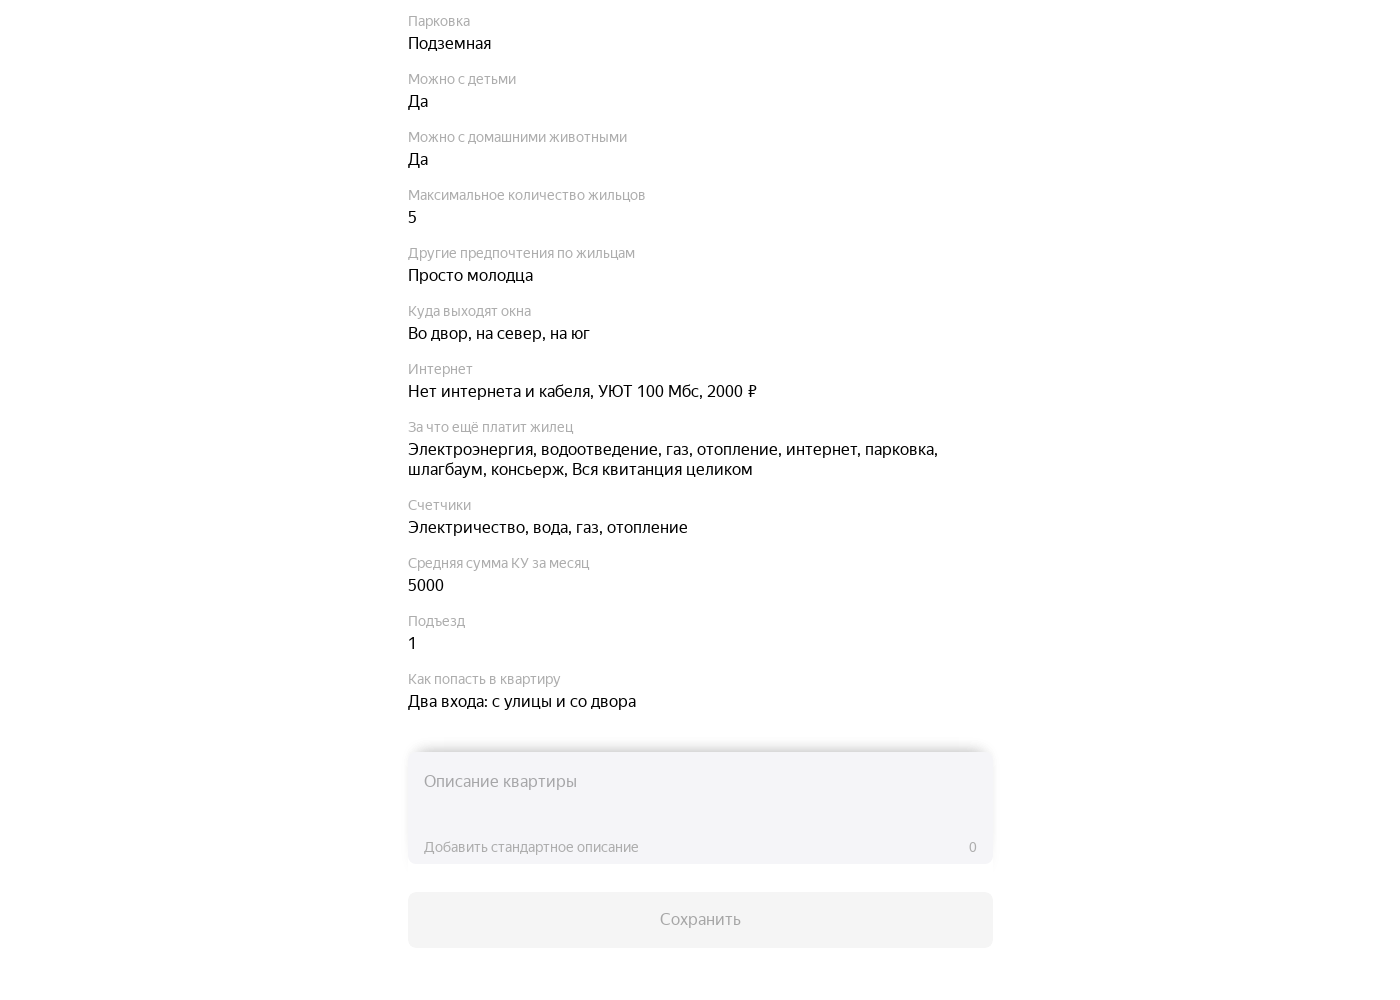 Парковка
Подземная
Можно с детьми
Да
Можно с домашними животными
Да
Максимальное количество жильцов
5
Другие предпочтения по жильцам
Просто молодца
Куда выходят окна
Во двор, на север, на юг
Интернет
Нет интернета и кабеля, УЮТ 100 Мбс, 2000 ₽
За что ещё платит жилец
Электроэнергия, водоотведение, газ, отопление, интернет, парковка,
шлагбаум, консьерж, Вся квитанция целиком
Счетчики
Электричество, вода, газ, отопление
Средняя сумма КУ за месяц
5000
Подъезд
1
Как попасть в квартиру
Два входа: с улицы и со двора
Описание квартиры
Добавить стандартное описание 0
Сохранить